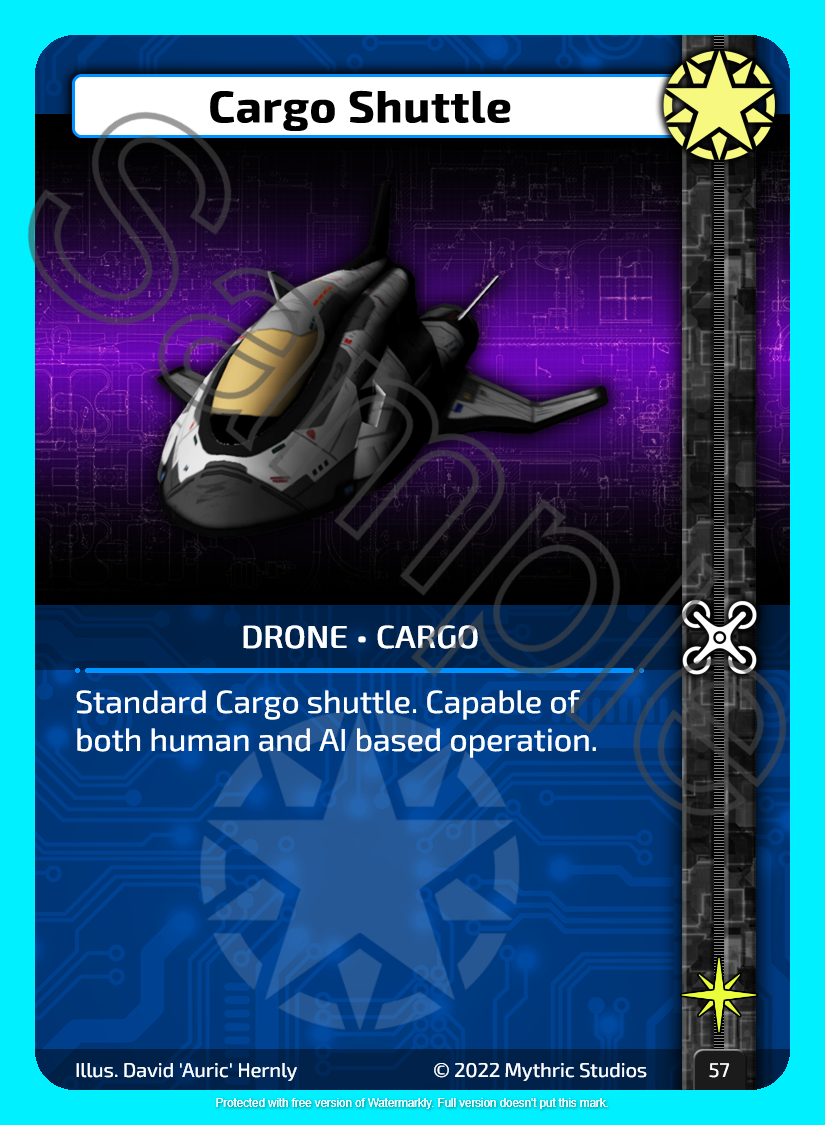 Cargo Shuttle
Sample
DRONE • CARGO
Standard Cargo shuttle. Capable of
both human and AI based operation.
Illus. David 'Auric' Hernly
© 2022 Mythric Studios
57
Protected with free version of Watermarkly. Full version doesn't put this mark.